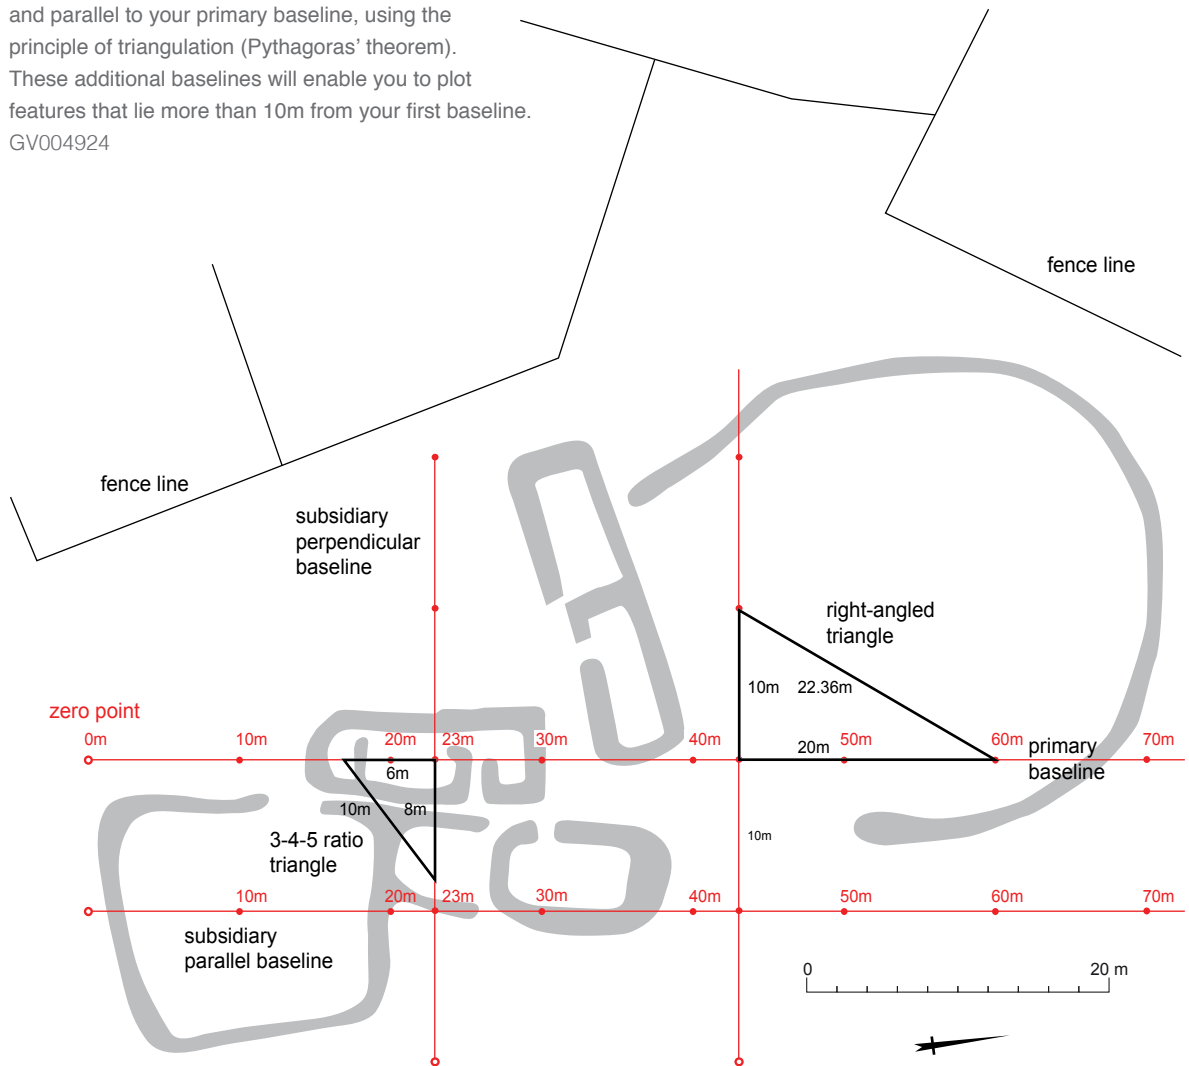 and parallel to your primary baseline, using the
principle of triangulation (Pythagoras’ theorem).
These additional baselines will enable you to plot
features that lie more than 10m from your first baseline.
GV004924
fence line
fence line
subsidiary
perpendicular
baseline
right-angled
triangle
10m
22.36m
20m
zero point
0m
10m
20m
23m
30m
40m
50m
60m
70m
primary
baseline
6m
10m
8m
10m
3-4-5 ratio
triangle
10m
20m
23m
30m
40m
50m
60m
70m
subsidiary
parallel baseline
0
20 m